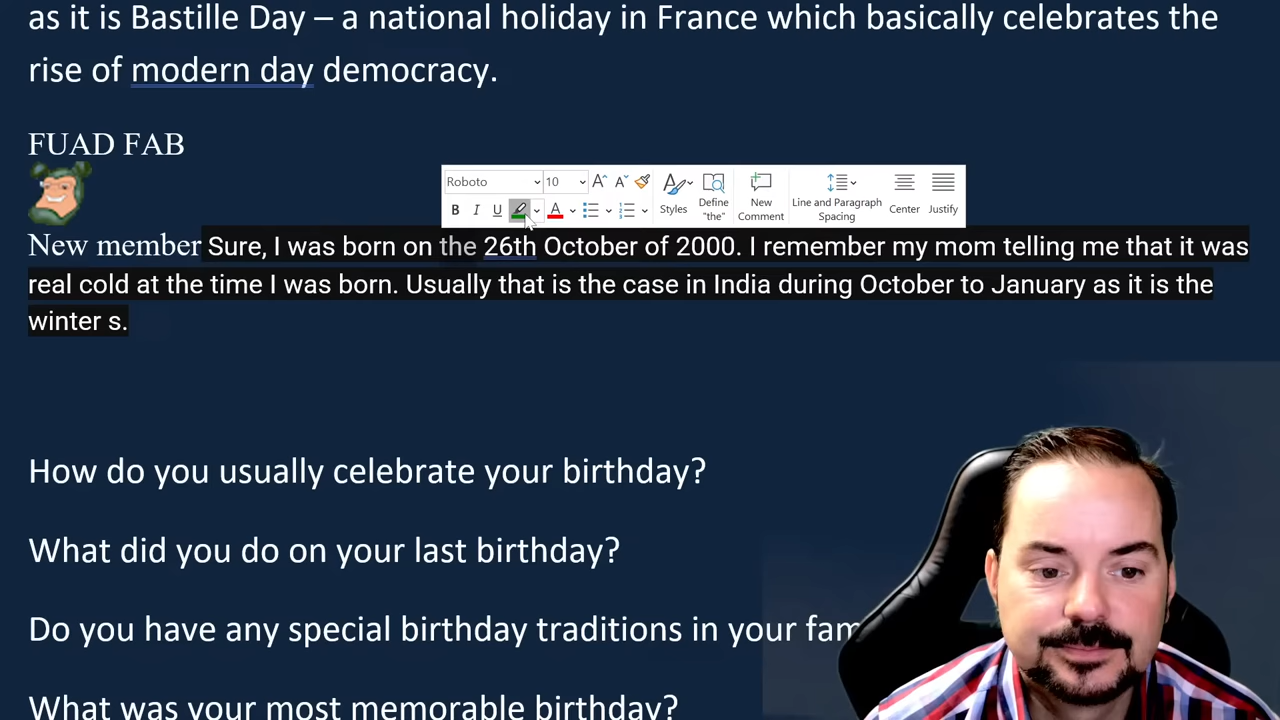 as it is Bastille Day – a national holiday in France which basically celebrates the
rise of modern day democracy.
FUAD FAB
Roboto
10
B I U A
Styles
Define "the"
New Comment
Line and Paragraph Spacing
Center
Justify
New member Sure, I was born on the 26th October of 2000. I remember my mom telling me that it was
real cold at the time I was born. Usually that is the case in India during October to January as it is the
winter s.
How do you usually celebrate your birthday?
What did you do on your last birthday?
Do you have any special birthday traditions in your fam
What was your most memorable birthday?